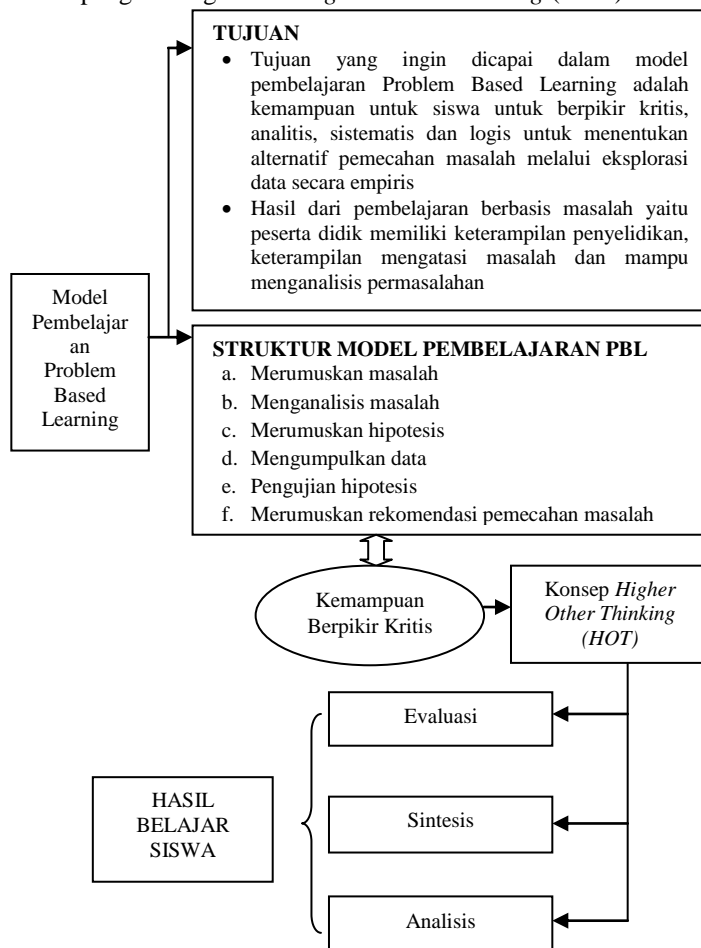 TUJUAN
• Tujuan yang ingin dicapai dalam model
pembelajaran Problem Based Learning adalah
kemampuan untuk siswa untuk berpikir kritis,
analitis, sistematis dan logis untuk menentukan
alternatif pemecahan masalah melalui eksplorasi
data secara empiris
• Hasil dari pembelajaran berbasis masalah yaitu
peserta didik memiliki keterampilan penyelidikan,
keterampilan mengatasi masalah dan mampu
menganalisis permasalahan
Model
Pembelajar
an
Problem
Based
Learning
STRUKTUR MODEL PEMBELAJARAN PBL
a. Merumuskan masalah
b. Menganalisis masalah
c. Merumuskan hipotesis
d. Mengumpulkan data
e. Pengujian hipotesis
f. Merumuskan rekomendasi pemecahan masalah
Kemampuan
Berpikir Kritis
Konsep Higher
Other Thinking
(HOT)
Evaluasi
HASIL
BELAJAR
SISWA
Sintesis
Analisis